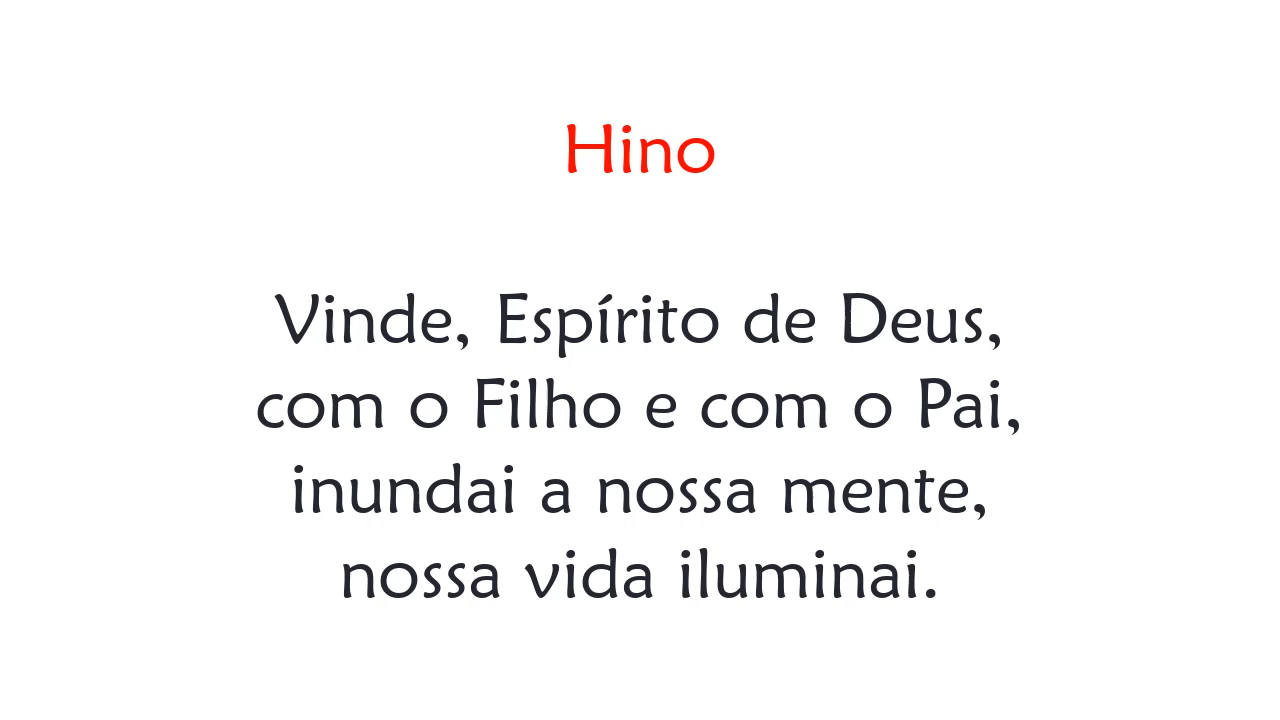 Hino
Vinde, Espírito de Deus,
com o Filho e com o Pai,
inundai a nossa mente,
nossa vida iluminai.